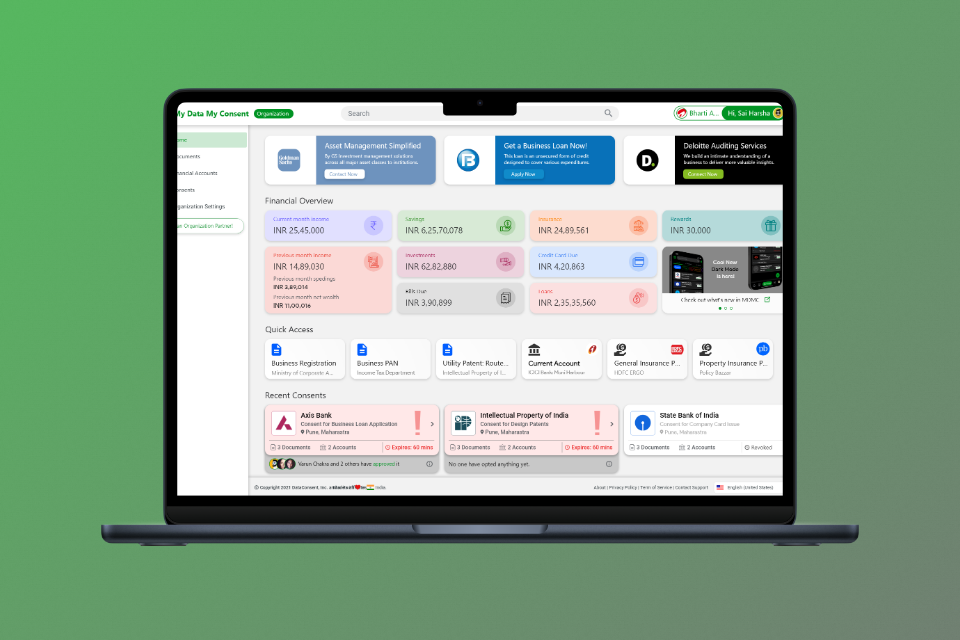 My Data My Consent
Organization
Search
Bharti A...
Hi, Sai Harsha
ome
ocuments
nancial Accounts
onsents
rganization Settings
an Organization Partner!
Goldman Sachs
Asset Management Simplified
By GS investment management solutions
across all major asset classes to institutions.
Contact Now
Get a Business Loan Now!
This loan is an unsecured form of credit
designed to cover various expenditures.
Apply Now
D.
Deloitte Auditing Services
We build an intimate understanding of a
business to deliver more valuable insights.
Contact Now
Financial Overview
Current month income
INR 25,45,000
Savings
INR 6,25,70,078
Insurance
INR 24,89,561
Rewards
INR 30,000
Previous month income
INR 14,89,030
Previous month spedings
INR 3,89,014
Previous month net wroth
INR 11,00,016
Investments
INR 62,82,880
Credit Card Due
INR 4,20,863
Bills Due
INR 3,90,899
Loans
INR 2,35,35,560
Cool New
Dark Mode
is here!
Check out what's new in MDMC
Quick Access
Business Registration
Ministry of Corporate A...
Business PAN
Income Tax Department
Utility Patent: Route...
Intellectual Property of I...
Current Account
ICICI Bank Mani Harbour
General Insurance P...
HDFC ERGO
Property Insurance P...
Policy Bazaar
pb
Recent Consents
Axis Bank
Consent for Business Loan Application
Pune, Maharastra
3 Documents
2 Accounts
Expires: 60 mins
Varun Chakra and 2 others have approved it
Intellectual Property of India
Consent for Design Patents
Pune, Maharastra
3 Documents
2 Accounts
Expires: 60 mins
No one have opted anything yet.
State Bank of India
Consent for Company Card Issue
Pune, Maharastra
3 Documents
2 Accounts
Revoked
© Copyright 2021 Data Consent, Inc.
India.
About | Privacy Policy | Term of Service | Contact Support
English (United States)